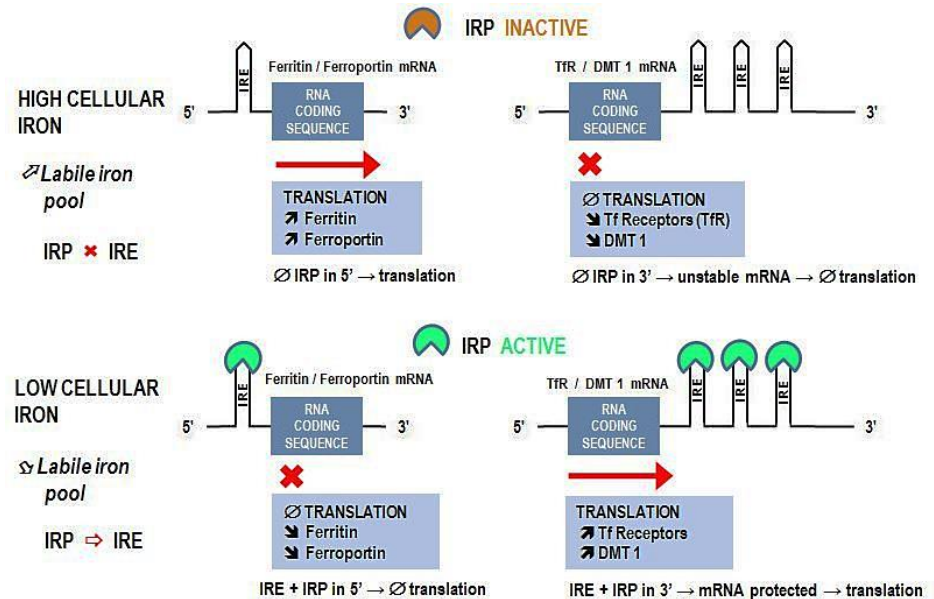 IRP INACTIVE
Ferritin / Ferroportin mRNA
TfR / DMT 1 mRNA
HIGH CELLULAR
IRON
5'
IRE
RNA
CODING
SEQUENCE
3'
5'
RNA
CODING
SEQUENCE
IRE
IRE
IRE
3'
Labile iron
pool
IRP ✖ IRE
TRANSLATION
↗ Ferritin
↗ Ferroportin
∅ TRANSLATION
↘ Tf Receptors (TfR)
↘ DMT 1
∅ IRP in 5’ → translation
∅ IRP in 3’ → unstable mRNA → ∅ translation
IRP ACTIVE
Ferritin / Ferroportin mRNA
TfR / DMT 1 mRNA
LOW CELLULAR
IRON
5'
IRE
RNA
CODING
SEQUENCE
3'
5'
RNA
CODING
SEQUENCE
IRE
IRE
IRE
3'
Labile iron
pool
IRP ⇨ IRE
∅ TRANSLATION
↘ Ferritin
↘ Ferroportin
TRANSLATION
↗ Tf Receptors
↗ DMT 1
IRE + IRP in 5’ → ∅ translation
IRE + IRP in 3’ → mRNA protected → translation